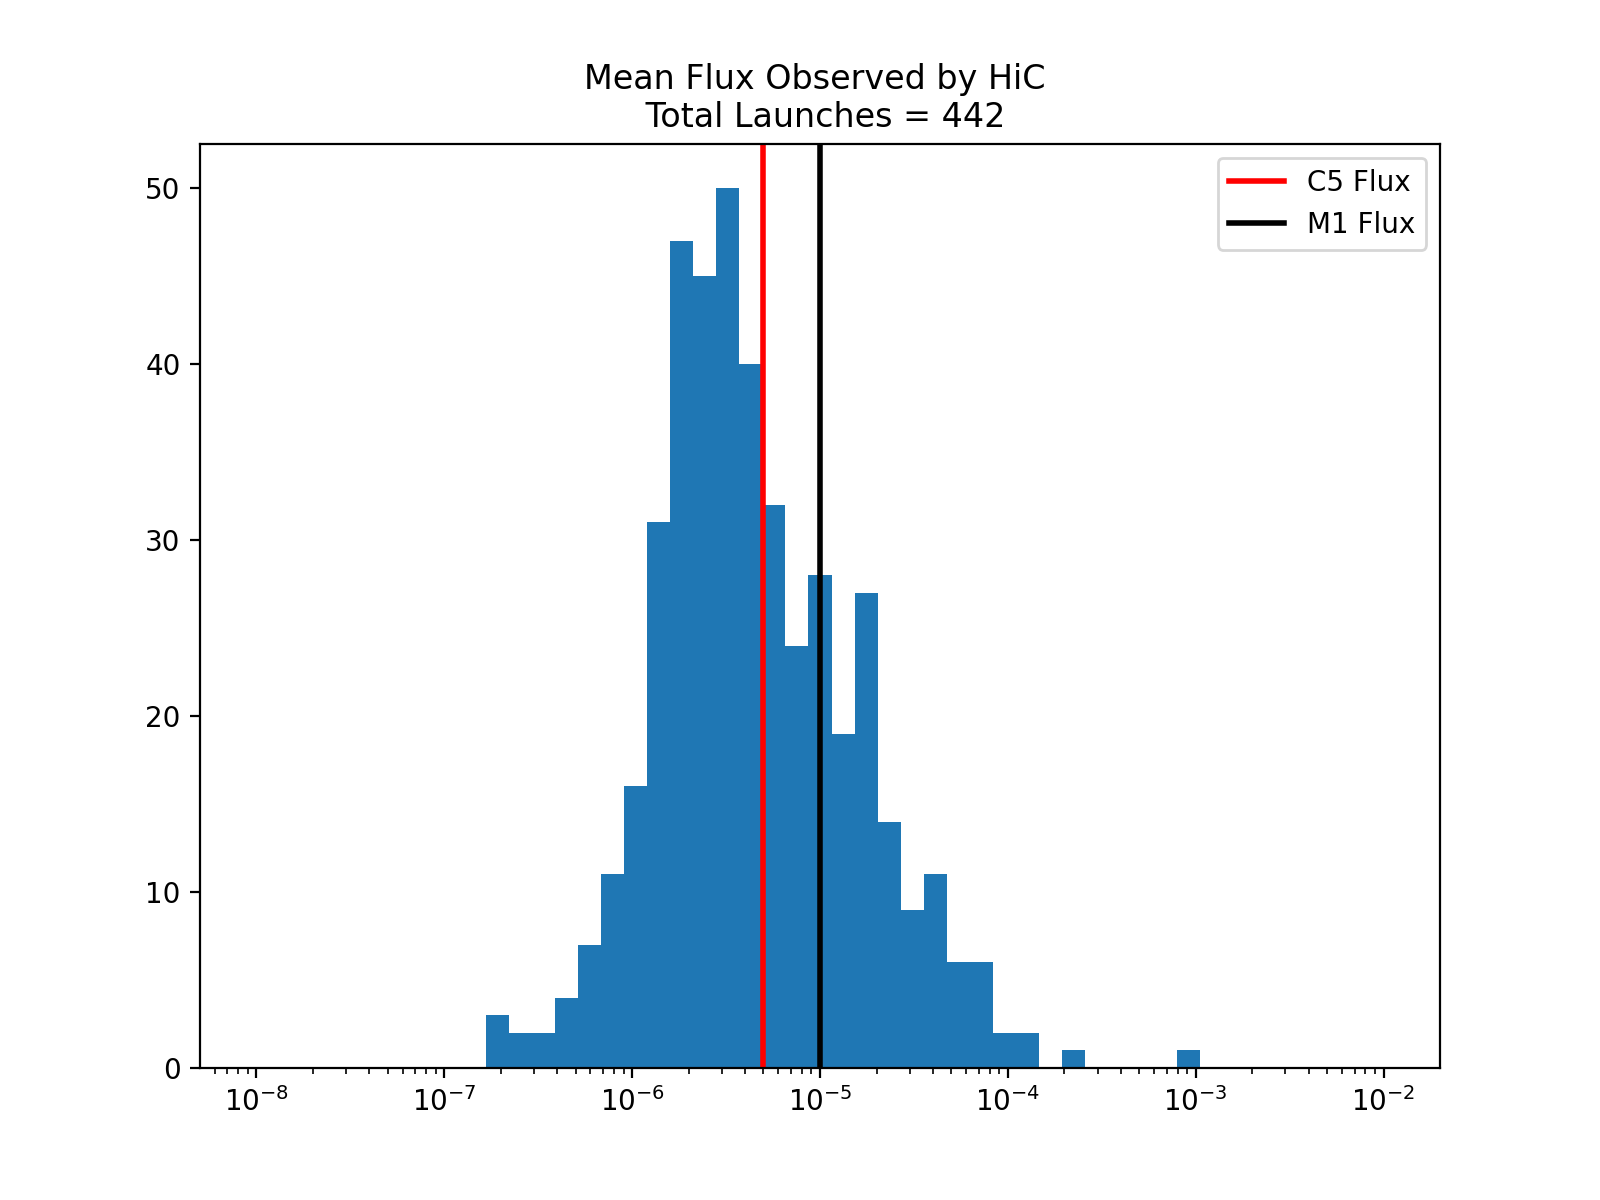 Mean Flux Observed by HiC
Total Launches = 442
C5 Flux
M1 Flux
50
40
30
20
10
0
10⁻⁸ 10⁻⁷ 10⁻⁶ 10⁻⁵ 10⁻⁴ 10⁻³ 10⁻²